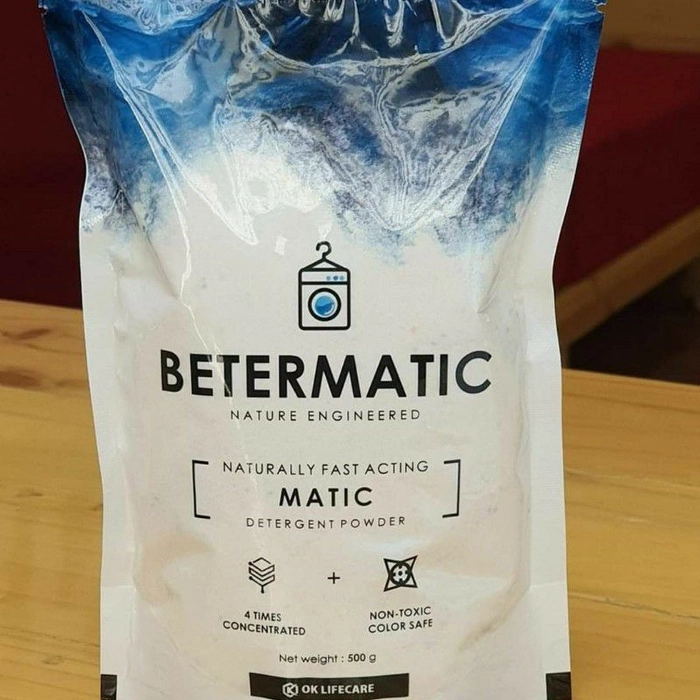 BETERMATIC
NATURE ENGINEERED
NATURALLY FAST ACTING
MATIC
DETERGENT POWDER
+
4 TIMES
CONCENTRATED
NON-TOXIC
COLOR SAFE
Net weight : 500 g
OK LIFECARE